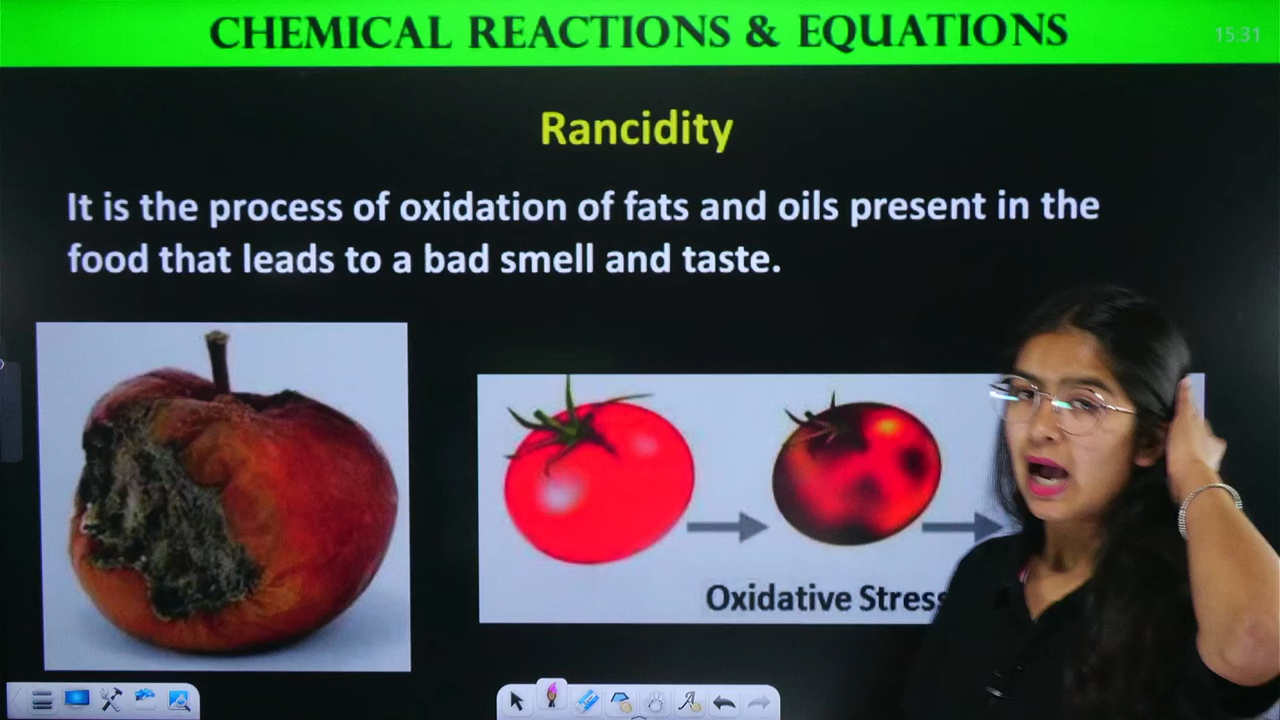 CHEMICAL REACTIONS & EQUATIONS
15:31
Rancidity
It is the process of oxidation of fats and oils present in the
food that leads to a bad smell and taste.
Oxidative Stress